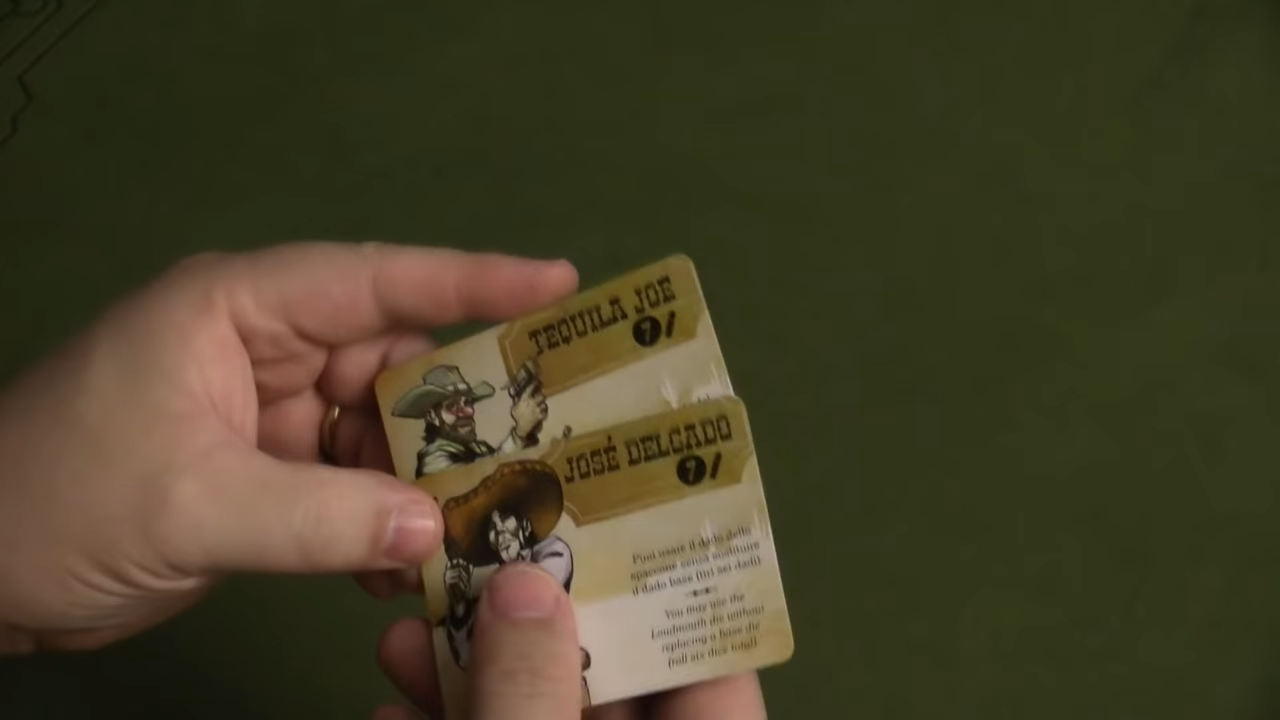 TEQUILA JOE
7
JOSÉ DELGADO
7
Puoi usare il dado dello
spaccone senza sostituire
il dado base (tiri sei dadi).
You may use the
Loudmouth die without
replacing a base die
(roll six dice total).